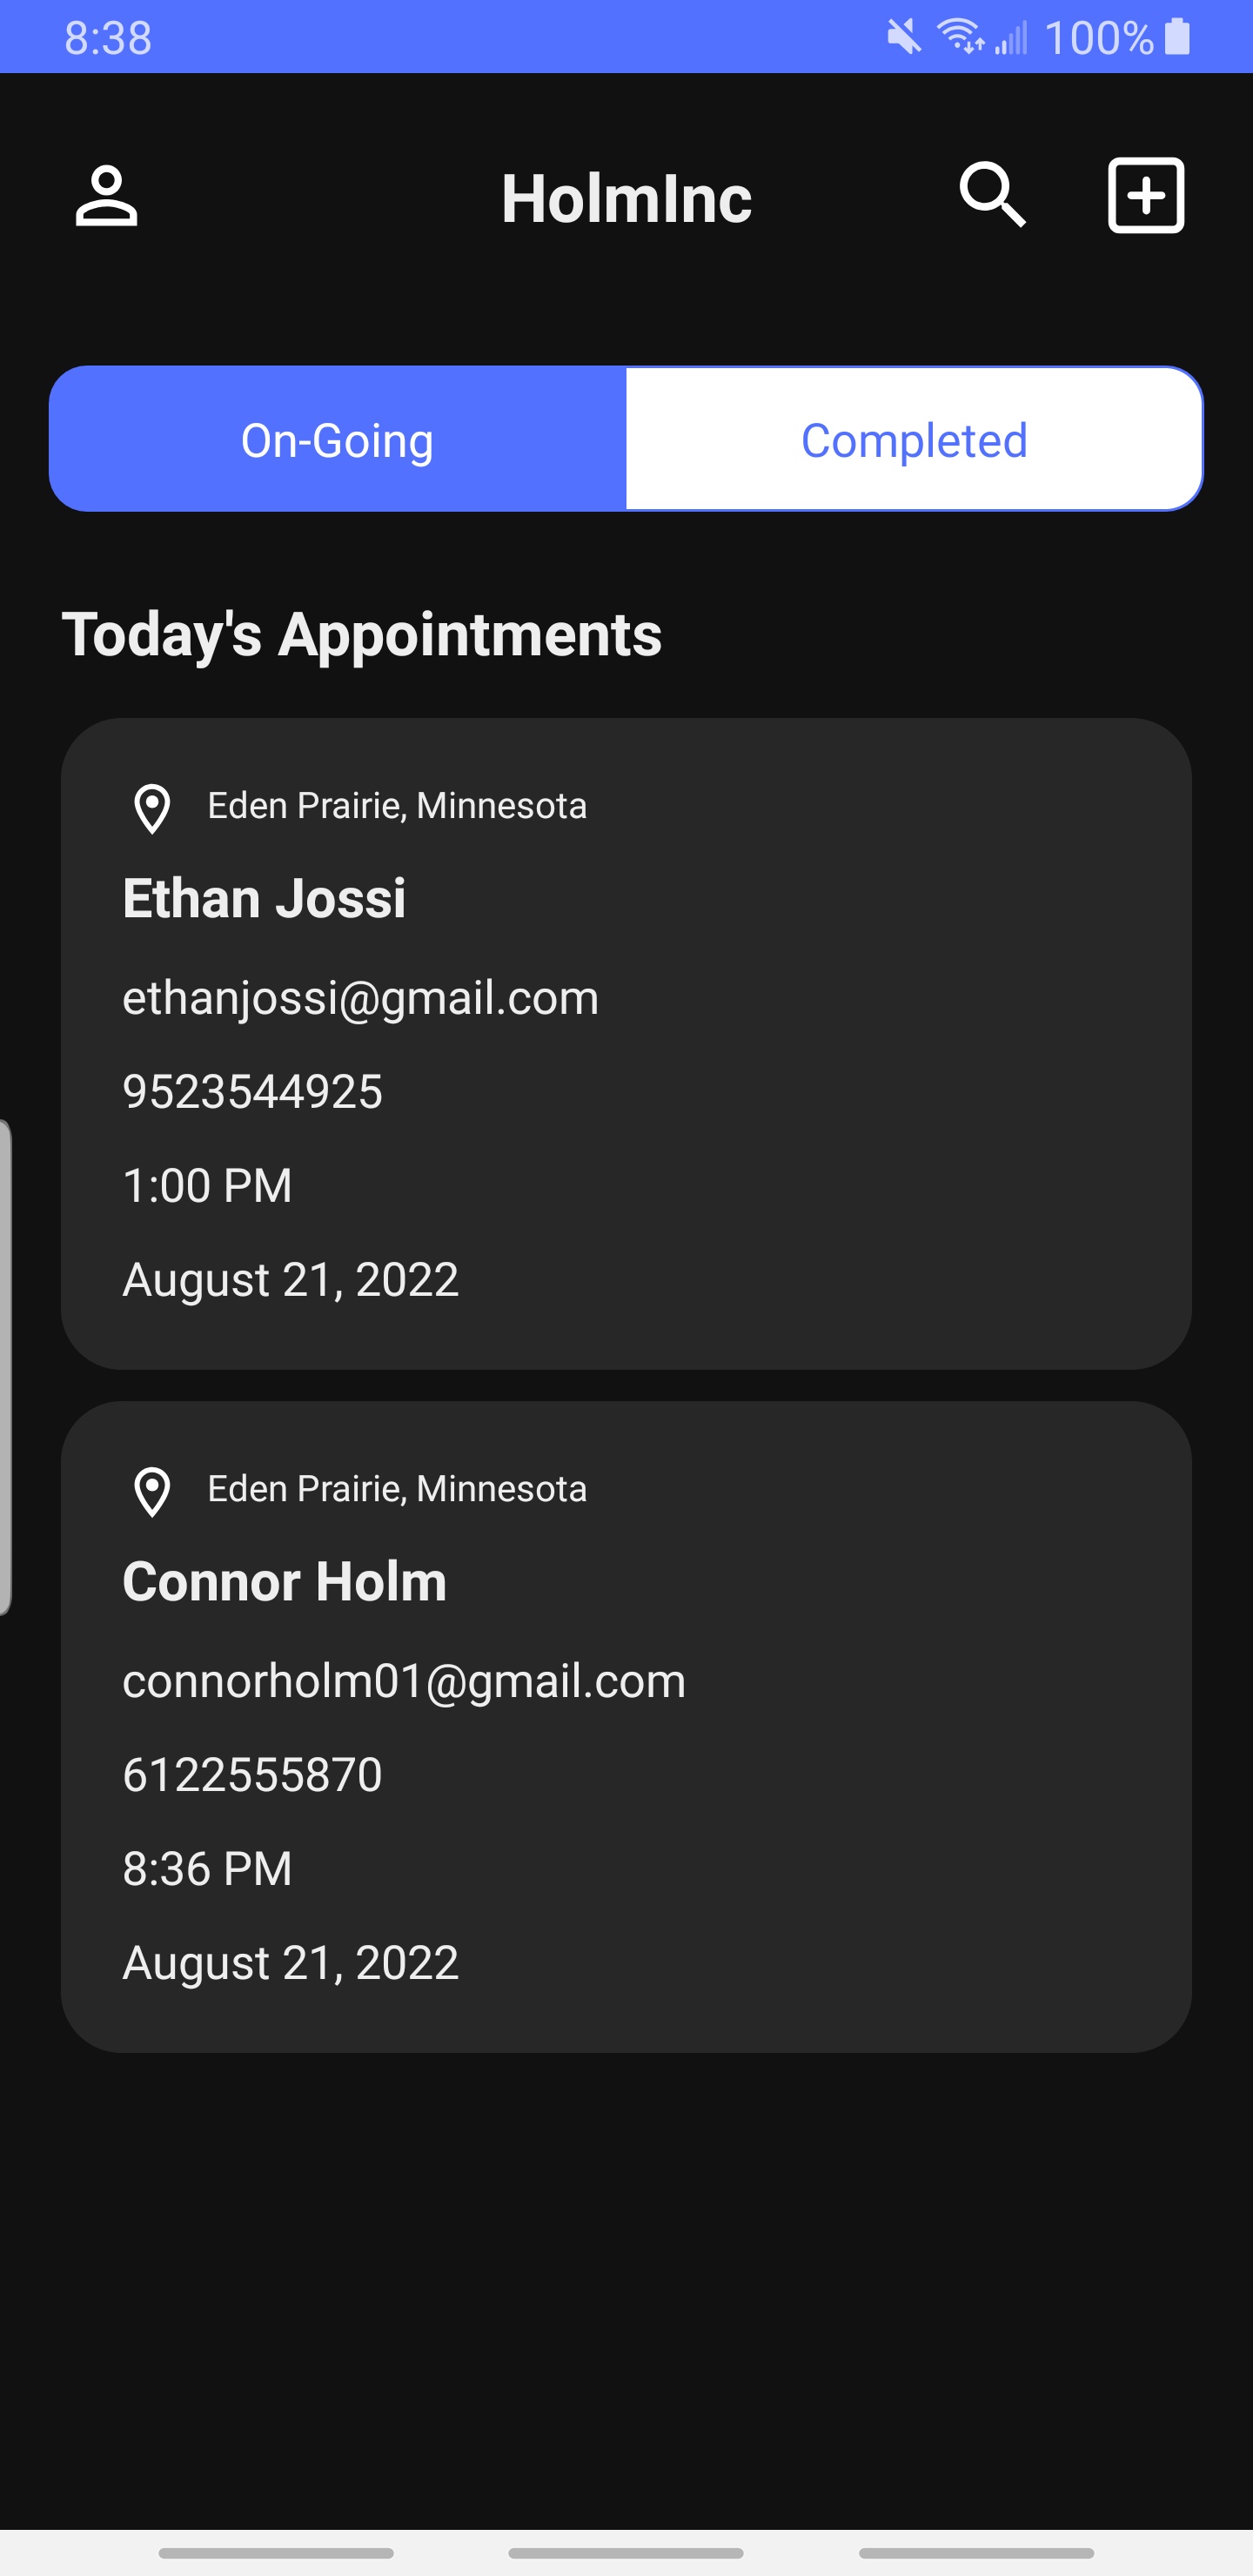 8:38 100%
HolmInc
On-Going Completed
Today's Appointments
Eden Prairie, Minnesota
Ethan Jossi
ethanjossi@gmail.com
9523544925
1:00 PM
August 21, 2022
Eden Prairie, Minnesota
Connor Holm
connorholm01@gmail.com
6122555870
8:36 PM
August 21, 2022